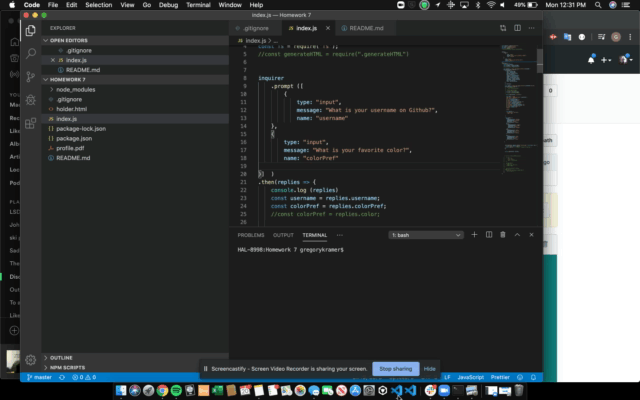 Code File Edit Selection View Go Debug Terminal Window Help
49% Mon 12:31 PM
index.js — Homework 7
EXPLORER
OPEN EDITORS
.gitignore
× index.js
README.md
HOMEWORK 7
node_modules
.gitignore
holder.html
index.js
package-lock.json
package.json
profile.pdf
README.md
OUTLINE
NPM SCRIPTS
.gitignore
index.js ×
README.md
index.js > ...
5 //const generateHTML = require(".generateHTML")
6
7
8 inquirer
9 .prompt ([
10 {
11 type: "input",
12 message: "What is your username on Github?",
13 name: "username"
14 },
15 {
16 type: "input",
17 message: "What is your favorite color?",
18 name: "colorPref"
19
20 }] )
21 .then(replies => {
22 console.log (replies)
23 const username = replies.username;
24 const colorPref = replies.colorPref;
25 //const colorPref = replies.color;
26
PROBLEMS OUTPUT TERMINAL ...
1: bash
HAL-8998:Homework 7 gregorykramer$
Screencastify - Screen Video Recorder is sharing your screen.
Stop sharing
Hide
master
0 0
LF JavaScript Prettier